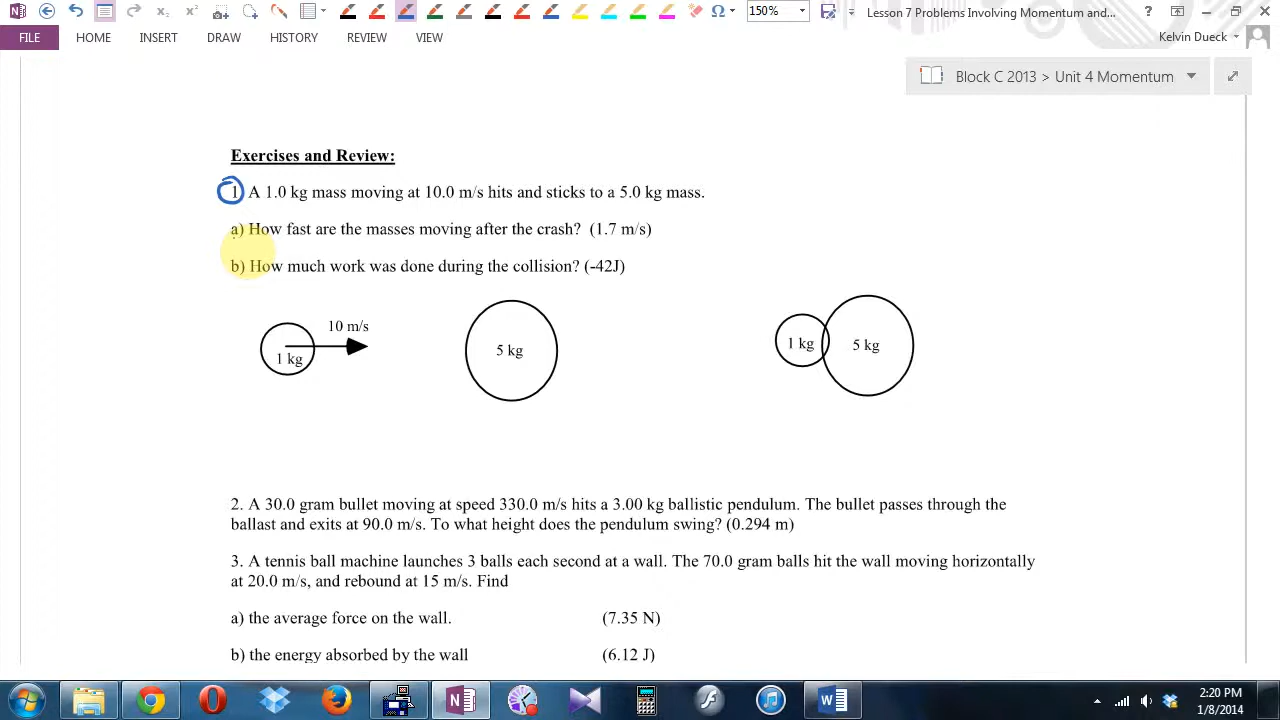 150%
Lesson 7 Problems Involving Momentum and...
?
FILE
HOME
INSERT
DRAW
HISTORY
REVIEW
VIEW
Kelvin Dueck
Block C 2013 > Unit 4 Momentum
Exercises and Review:
1. A 1.0 kg mass moving at 10.0 m/s hits and sticks to a 5.0 kg mass.
a) How fast are the masses moving after the crash? (1.7 m/s)
b) How much work was done during the collision? (-42J)
10 m/s
1 kg
5 kg
1 kg
5 kg
2. A 30.0 gram bullet moving at speed 330.0 m/s hits a 3.00 kg ballistic pendulum. The bullet passes through the
ballast and exits at 90.0 m/s. To what height does the pendulum swing? (0.294 m)
3. A tennis ball machine launches 3 balls each second at a wall. The 70.0 gram balls hit the wall moving horizontally
at 20.0 m/s, and rebound at 15 m/s. Find
a) the average force on the wall. (7.35 N)
b) the energy absorbed by the wall (6.12 J)
2:20 PM
1/8/2014